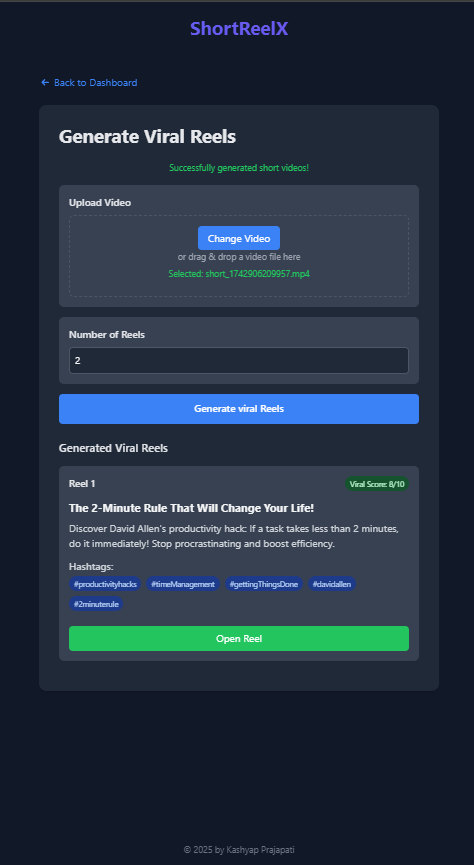 ShortReelX
← Back to Dashboard
Generate Viral Reels
Successfully generated short videos!
Upload Video
Change Video
or drag & drop a video file here
Selected: short_1742906209957.mp4
Number of Reels
2
Generate viral Reels
Generated Viral Reels
Reel 1
Viral Score: 8/10
The 2-Minute Rule That Will Change Your Life!
Discover David Allen's productivity hack: If a task takes less than 2 minutes,
do it immediately! Stop procrastinating and boost efficiency.
Hashtags:
#productivityhacks #timeManagement #gettingThingsDone #davidallen
#2minuterule
Open Reel
© 2025 by Kashyap Prajapati